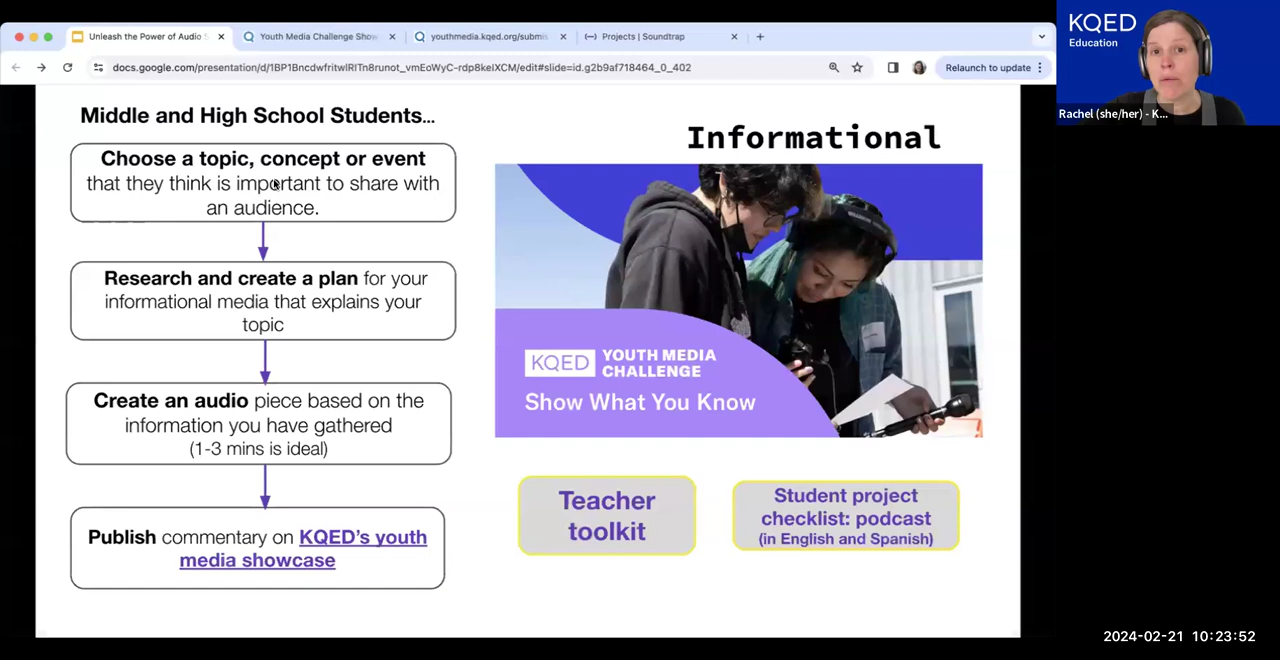 Unleash the Power of Audio S
Youth Media Challenge Show
youthmedia.kqed.org/submis
Projects | Soundtrap
docs.google.com/presentation/d/1BP1BncdwfritwlRlTn8runot_vmEoWyC-rdp8keIXCM/edit#slide=id.g2b9af718464_0_402
Relaunch to update
KQED
Education
Rachel (she/her) - K...
Middle and High School Students...
Choose a topic, concept or event
that they think is important to share with
an audience.
Research and create a plan for your
informational media that explains your
topic
Create an audio piece based on the
information you have gathered
(1-3 mins is ideal)
Publish commentary on KQED's youth
media showcase
Informational
KQED YOUTH MEDIA
CHALLENGE
Show What You Know
Teacher
toolkit
Student project
checklist: podcast
(in English and Spanish)
2024-02-21 10:23:52